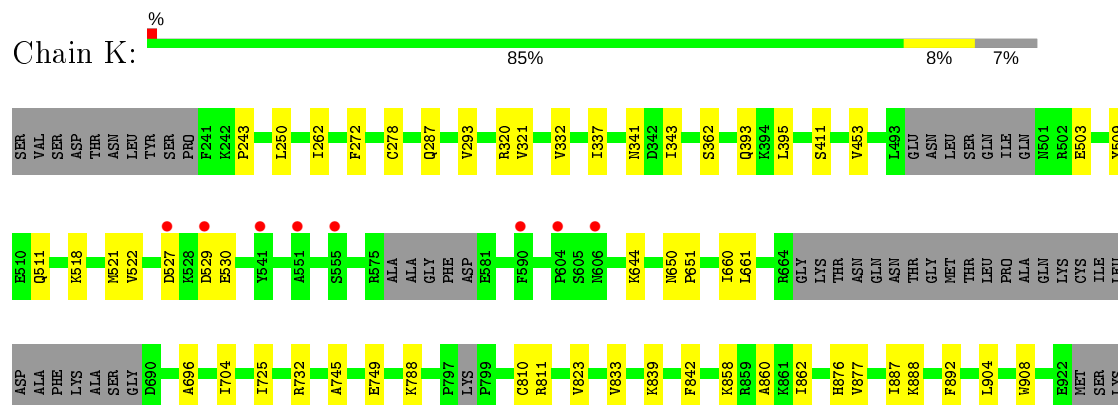 %
Chain K:
85% 8% 7%
SER VAL SER ASP THR ASN LEU TYR SER PRO F241 K242 P243 L250 I262 F272 C278 Q287 V293 R320 V321 V332 I337 N341 D342 I343 S362 Q393 K394 L395 S411 V453 L493 GLU ASN LEU SER GLN ILE GLN N501 R502 E503 Y509
E510 Q511 K518 M521 V522 D527 K528 D529 E530 Y541 A551 S555 R575 ALA ALA GLY PHE ASP E581 F590 P604 S605 N606 K644 N650 P651 I660 L661 R664 GLY LYS THR ASN GLN ASN THR GLY MET THR LEU PRO ALA GLN LYS CYS ILE LEU
ASP ALA PHE LYS ALA SER GLY D690 A696 I704 I725 R732 A745 E749 K788 P797 LYS P799 C810 R811 V823 V833 K839 F842 K858 R859 A860 K861 I862 H876 V877 I887 K888 F892 L904 W908 E922 MET SER LYS